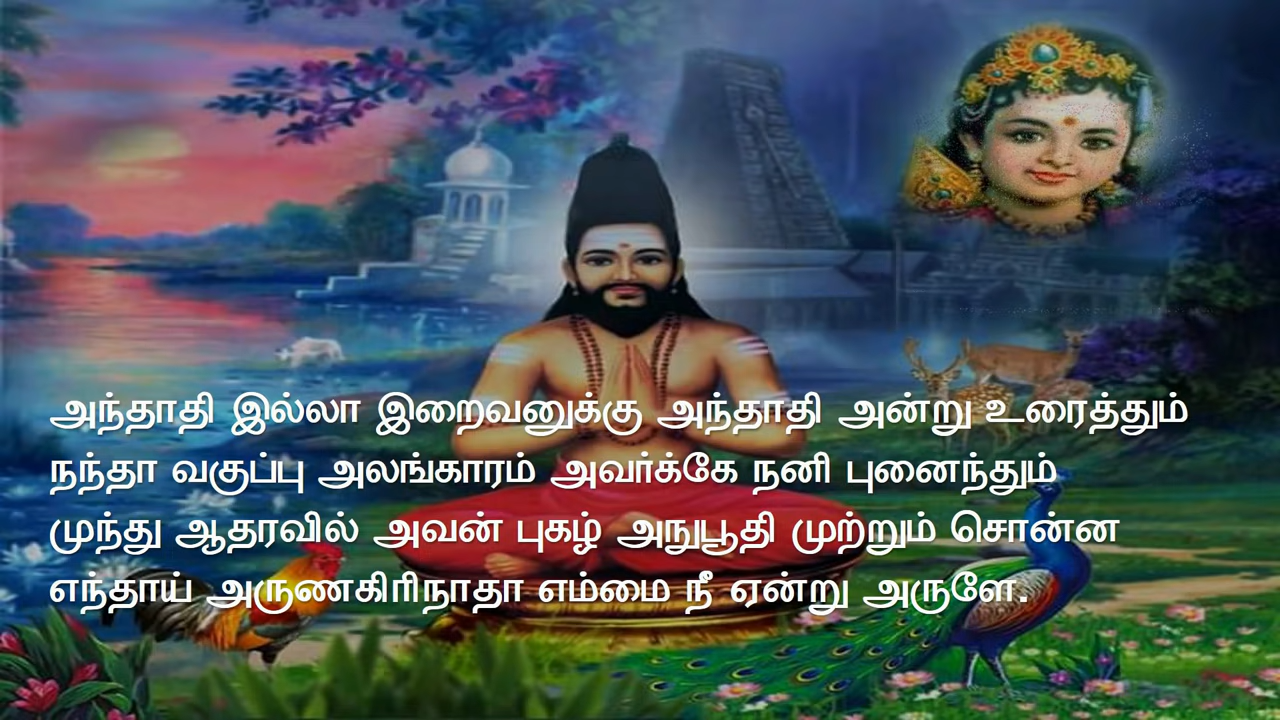 அந்தாதி இல்லா இறைவனுக்கு அந்தாதி அன்று உரைத்தும்
நந்தா வகுப்பு அலங்காரம் அவர்க்கே நனி புனைந்தும்
முந்து ஆதரவில் அவன் புகழ் அநுபூதி முற்றும் சொன்ன
எந்தாய் அருணகிரிநாதா எம்மை நீ ஏன்று அருளே.